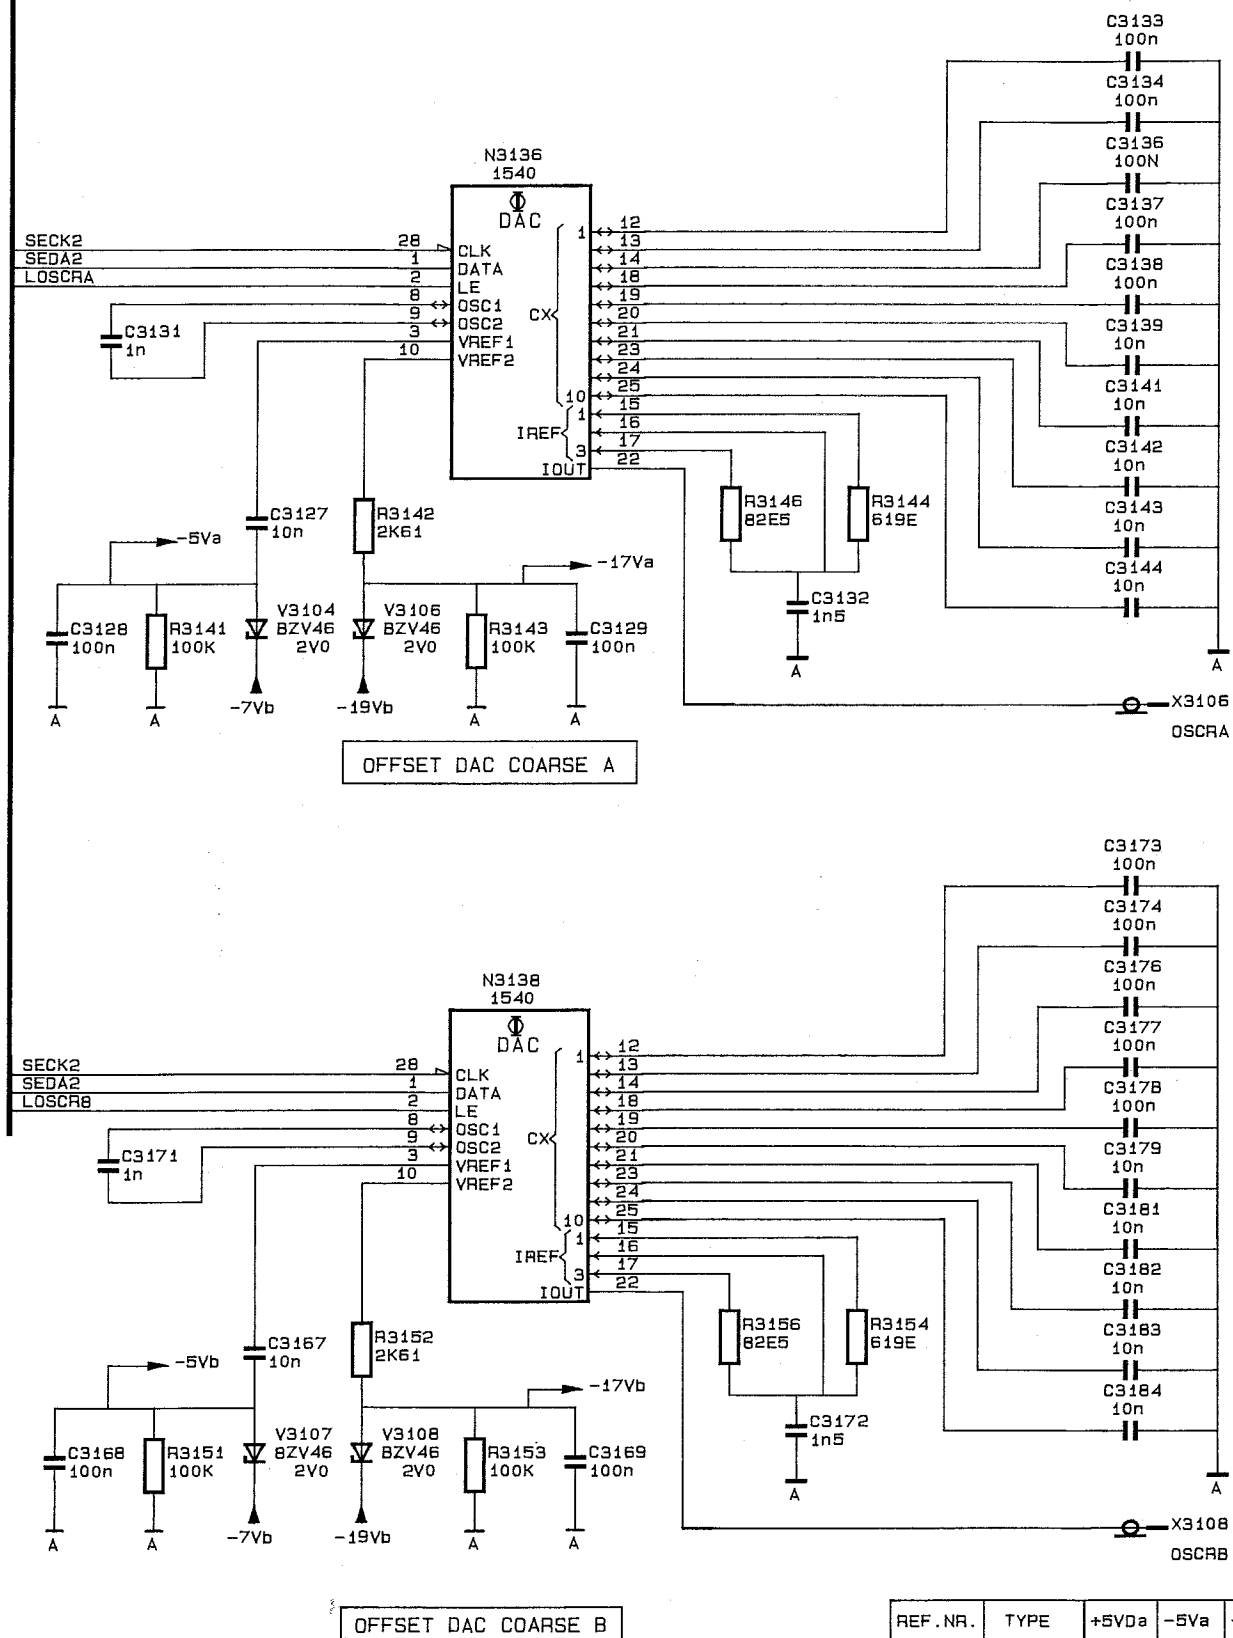 C3133
100n
C3134
100n
C3136
100N
C3137
100n
C3138
100n
C3139
10n
C3141
10n
C3142
10n
C3143
10n
C3144
10n
A
N3136
1540
DAC
SECK2 28 CLK
SEDA2 1 DATA
LOSCRA 2 LE
8 OSC1
9 OSC2
3 VREF1
10 VREF2
CX
1 12
13
14
18
19
20
21
23
24
10 25
IREF
1 15
16
3 17
IOUT 22
C3131
1n
C3127
10n
R3142
2K61
R3146
82E5
R3144
619E
-5Va
-17Va
C3128
100n
R3141
100K
V3104
BZV46
2V0
V3106
BZV46
2V0
R3143
100K
C3129
100n
C3132
1n5
A
A
A
-7Vb
-19Vb
A
A
X3106
OSCRA
OFFSET DAC COARSE A
C3173
100n
C3174
100n
C3176
100n
C3177
100n
C3178
100n
C3179
10n
C3181
10n
C3182
10n
C3183
10n
C3184
10n
A
N3138
1540
DAC
SECK2 28 CLK
SEDA2 1 DATA
LOSCRB 2 LE
8 OSC1
9 OSC2
3 VREF1
10 VREF2
CX
1 12
13
14
18
19
20
21
23
24
10 25
IREF
1 15
16
3 17
IOUT 22
C3171
1n
C3167
10n
R3152
2K61
R3156
82E5
R3154
619E
-5Vb
-17Vb
C3168
100n
R3151
100K
V3107
BZV46
2V0
V3108
BZV46
2V0
R3153
100K
C3169
100n
C3172
1n5
A
A
A
-7Vb
-19Vb
A
A
X3108
OSCRB
OFFSET DAC COARSE B
REF.NR. TYPE +5VDa -5Va